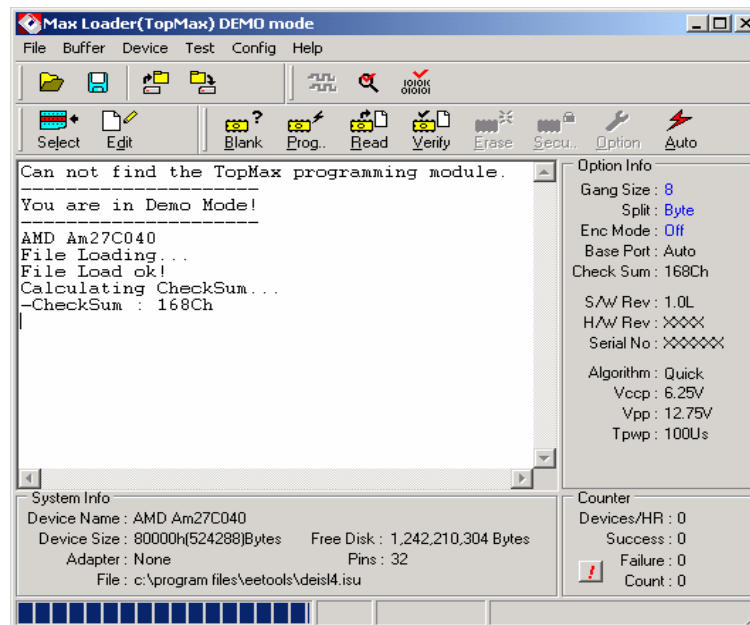 Max Loader(TopMax) DEMO mode
File Buffer Device Test Config Help
Select Edit Blank Prog.. Read Verify Erase Secu.. Option Auto
Can not find the TopMax programming module.
---------------------
You are in Demo Mode!
---------------------
AMD Am27C040
File Loading...
File Load ok!
Calculating CheckSum...
-CheckSum : 168Ch
Option Info
Gang Size : 8
Split : Byte
Enc Mode : Off
Base Port : Auto
Check Sum : 168Ch
S/W Rev : 1.0L
H/W Rev : XXXX
Serial No : XXXXXX
Algorithm : Quick
Vccp : 6.25V
Vpp : 12.75V
Tpwp : 100Us
System Info
Device Name : AMD Am27C040
Device Size : 80000h(524288)Bytes Free Disk : 1,242,210,304 Bytes
Adapter : None Pins : 32
File : c:\program files\eetools\deisl4.isu
Counter
Devices/HR : 0
Success : 0
Failure : 0
Count : 0